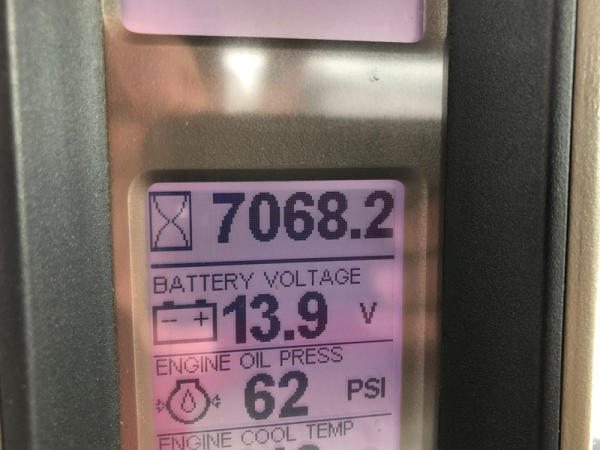 7068.2
BATTERY VOLTAGE
- - + 13.9 V
ENGINE OIL PRESS
62 PSI
ENGINE COOL TEMP